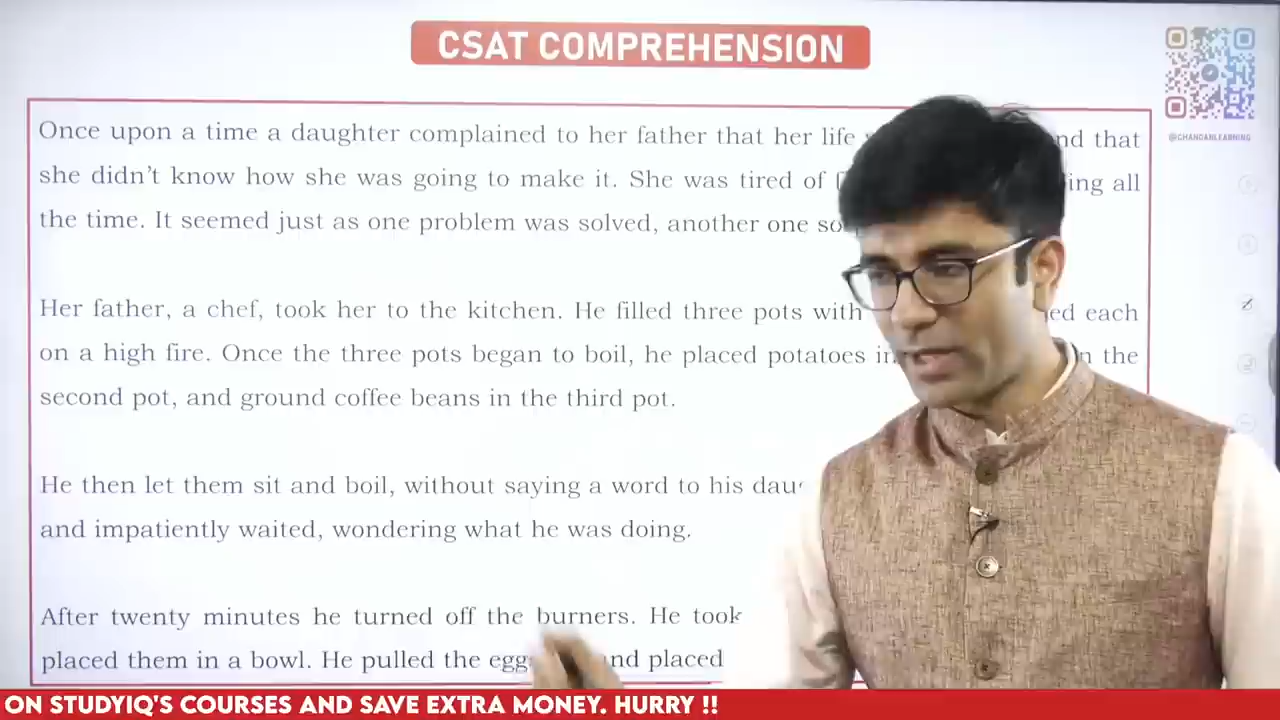 CSAT COMPREHENSION
@CHANDANLEARNING
Once upon a time a daughter complained to her father that her life nd that
she didn't know how she was going to make it. She was tired of ing all
the time. It seemed just as one problem was solved, another one so
Her father, a chef, took her to the kitchen. He filled three pots with ed each
on a high fire. Once the three pots began to boil, he placed potatoes in n the
second pot, and ground coffee beans in the third pot.
He then let them sit and boil, without saying a word to his daug
and impatiently waited, wondering what he was doing.
After twenty minutes he turned off the burners. He took
placed them in a bowl. He pulled the egg nd placed
ON STUDYIQ'S COURSES AND SAVE EXTRA MONEY. HURRY !!